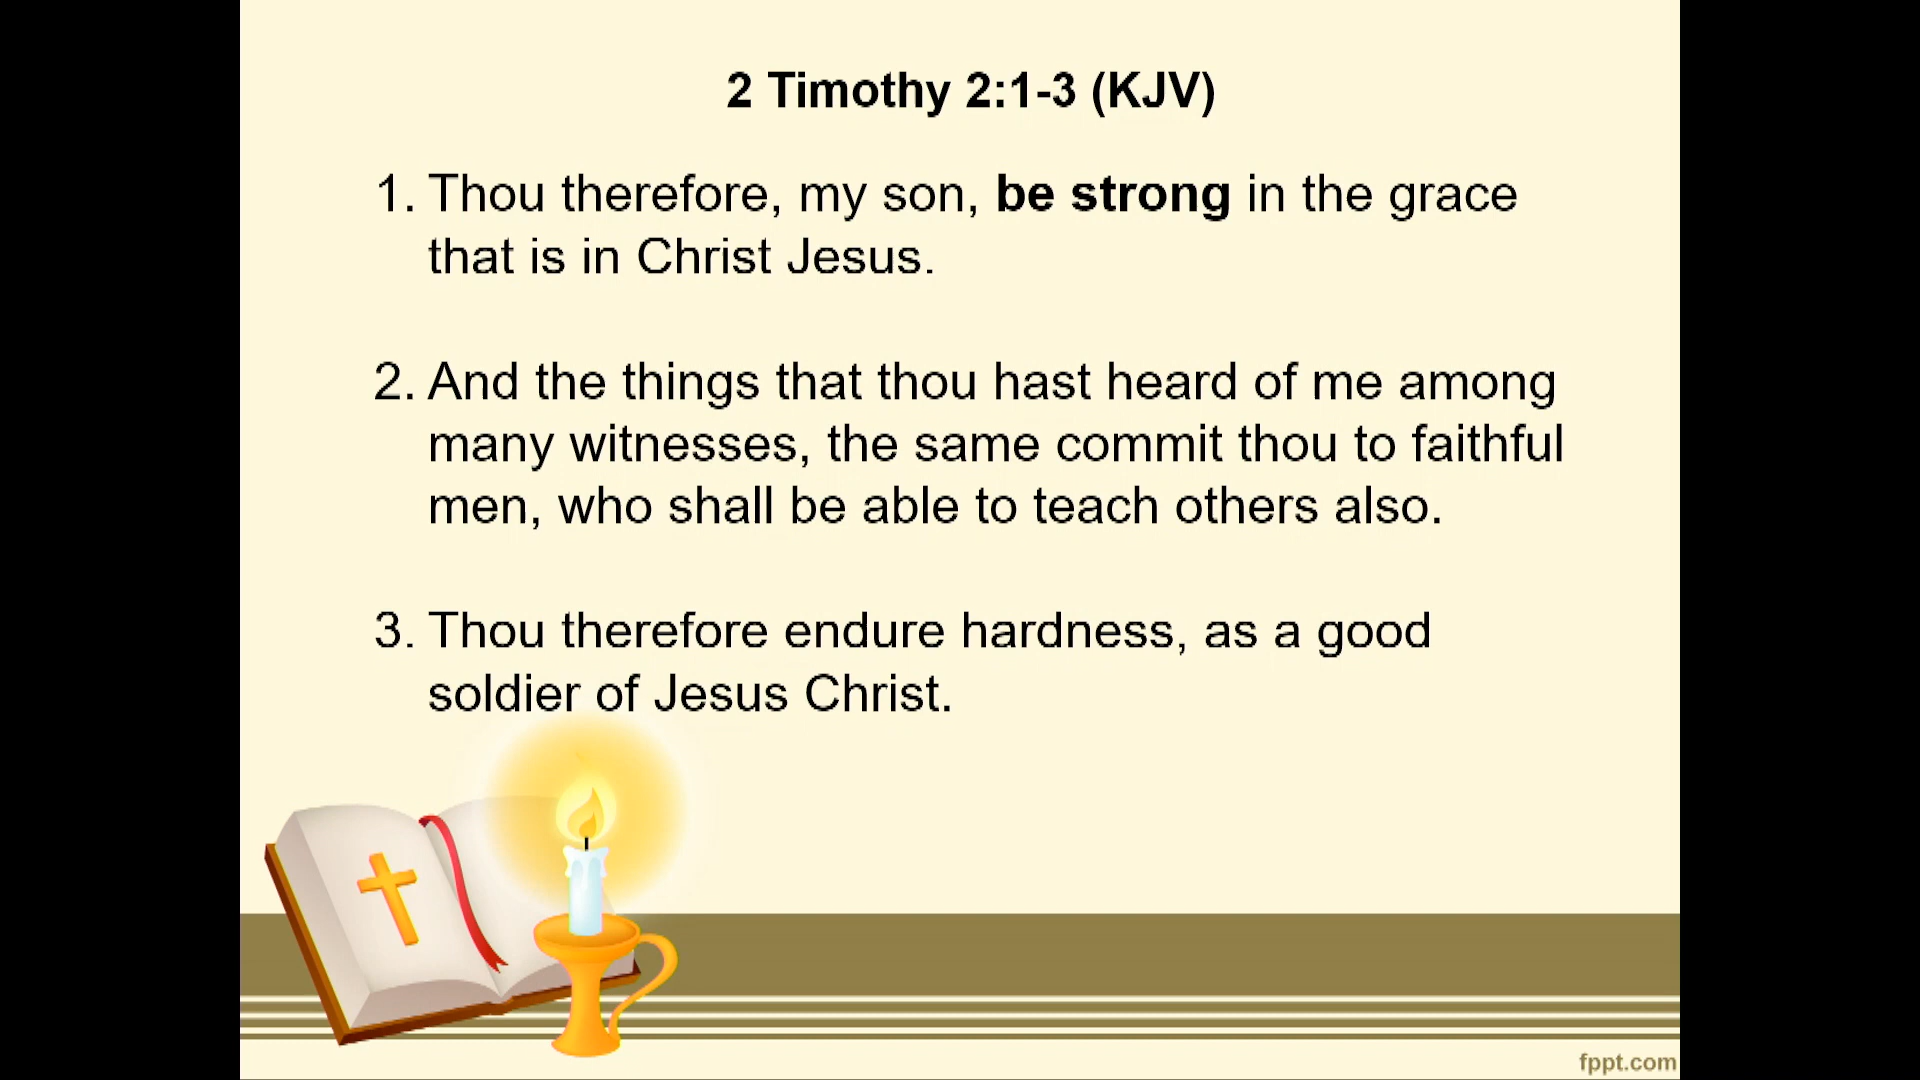 2 Timothy 2:1-3 (KJV)
1. Thou therefore, my son, be strong in the grace
that is in Christ Jesus.
2. And the things that thou hast heard of me among
many witnesses, the same commit thou to faithful
men, who shall be able to teach others also.
3. Thou therefore endure hardness, as a good
soldier of Jesus Christ.
fppt.com